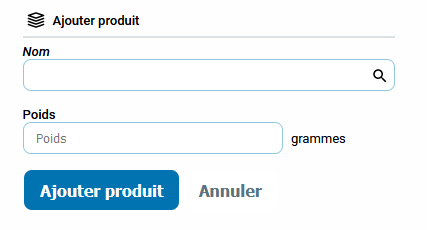 Ajouter produit
Nom
Poids
Poids grammes
Ajouter produit Annuler